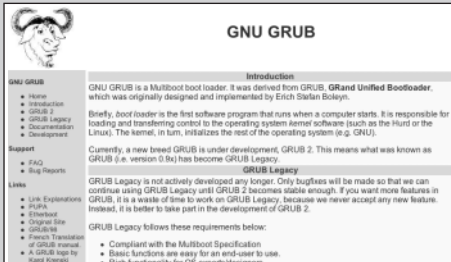 GNU GRUB
GNU GRUB
Home
Introduction
GRUB 2
GRUB Legacy
Documentation
Development
Support
FAQ
Bug Reports
Links
Link Explanations
PUPA
Etherboot
Original Site
GRUB/98
French Translation
of GRUB manual.
A GRUB logo by
Karol Kreński
Introduction
GNU GRUB is a Multiboot boot loader. It was derived from GRUB, GRand Unified Bootloader,
which was originally designed and implemented by Erich Stefan Boleyn.
Briefly, boot loader is the first software program that runs when a computer starts. It is responsible for
loading and transferring control to the operating system kernel software (such as the Hurd or the
Linux). The kernel, in turn, initializes the rest of the operating system (e.g. GNU).
Currently, a new breed GRUB is under development, GRUB 2. This means what was known as
GRUB (i.e. version 0.9x) has become GRUB Legacy.
GRUB Legacy
GRUB Legacy is not actively developed any longer. Only bugfixes will be made so that we can
continue using GRUB Legacy until GRUB 2 becomes stable enough. If you want more features in
GRUB, it is a waste of time to work on GRUB Legacy, because we never accept any new feature.
Instead, it is better to take part in the development of GRUB 2.
GRUB Legacy follows these requirements below:
Compliant with the Multiboot Specification
Basic functions are easy for an end-user to use.
Rich functionality for OS experts/designers.